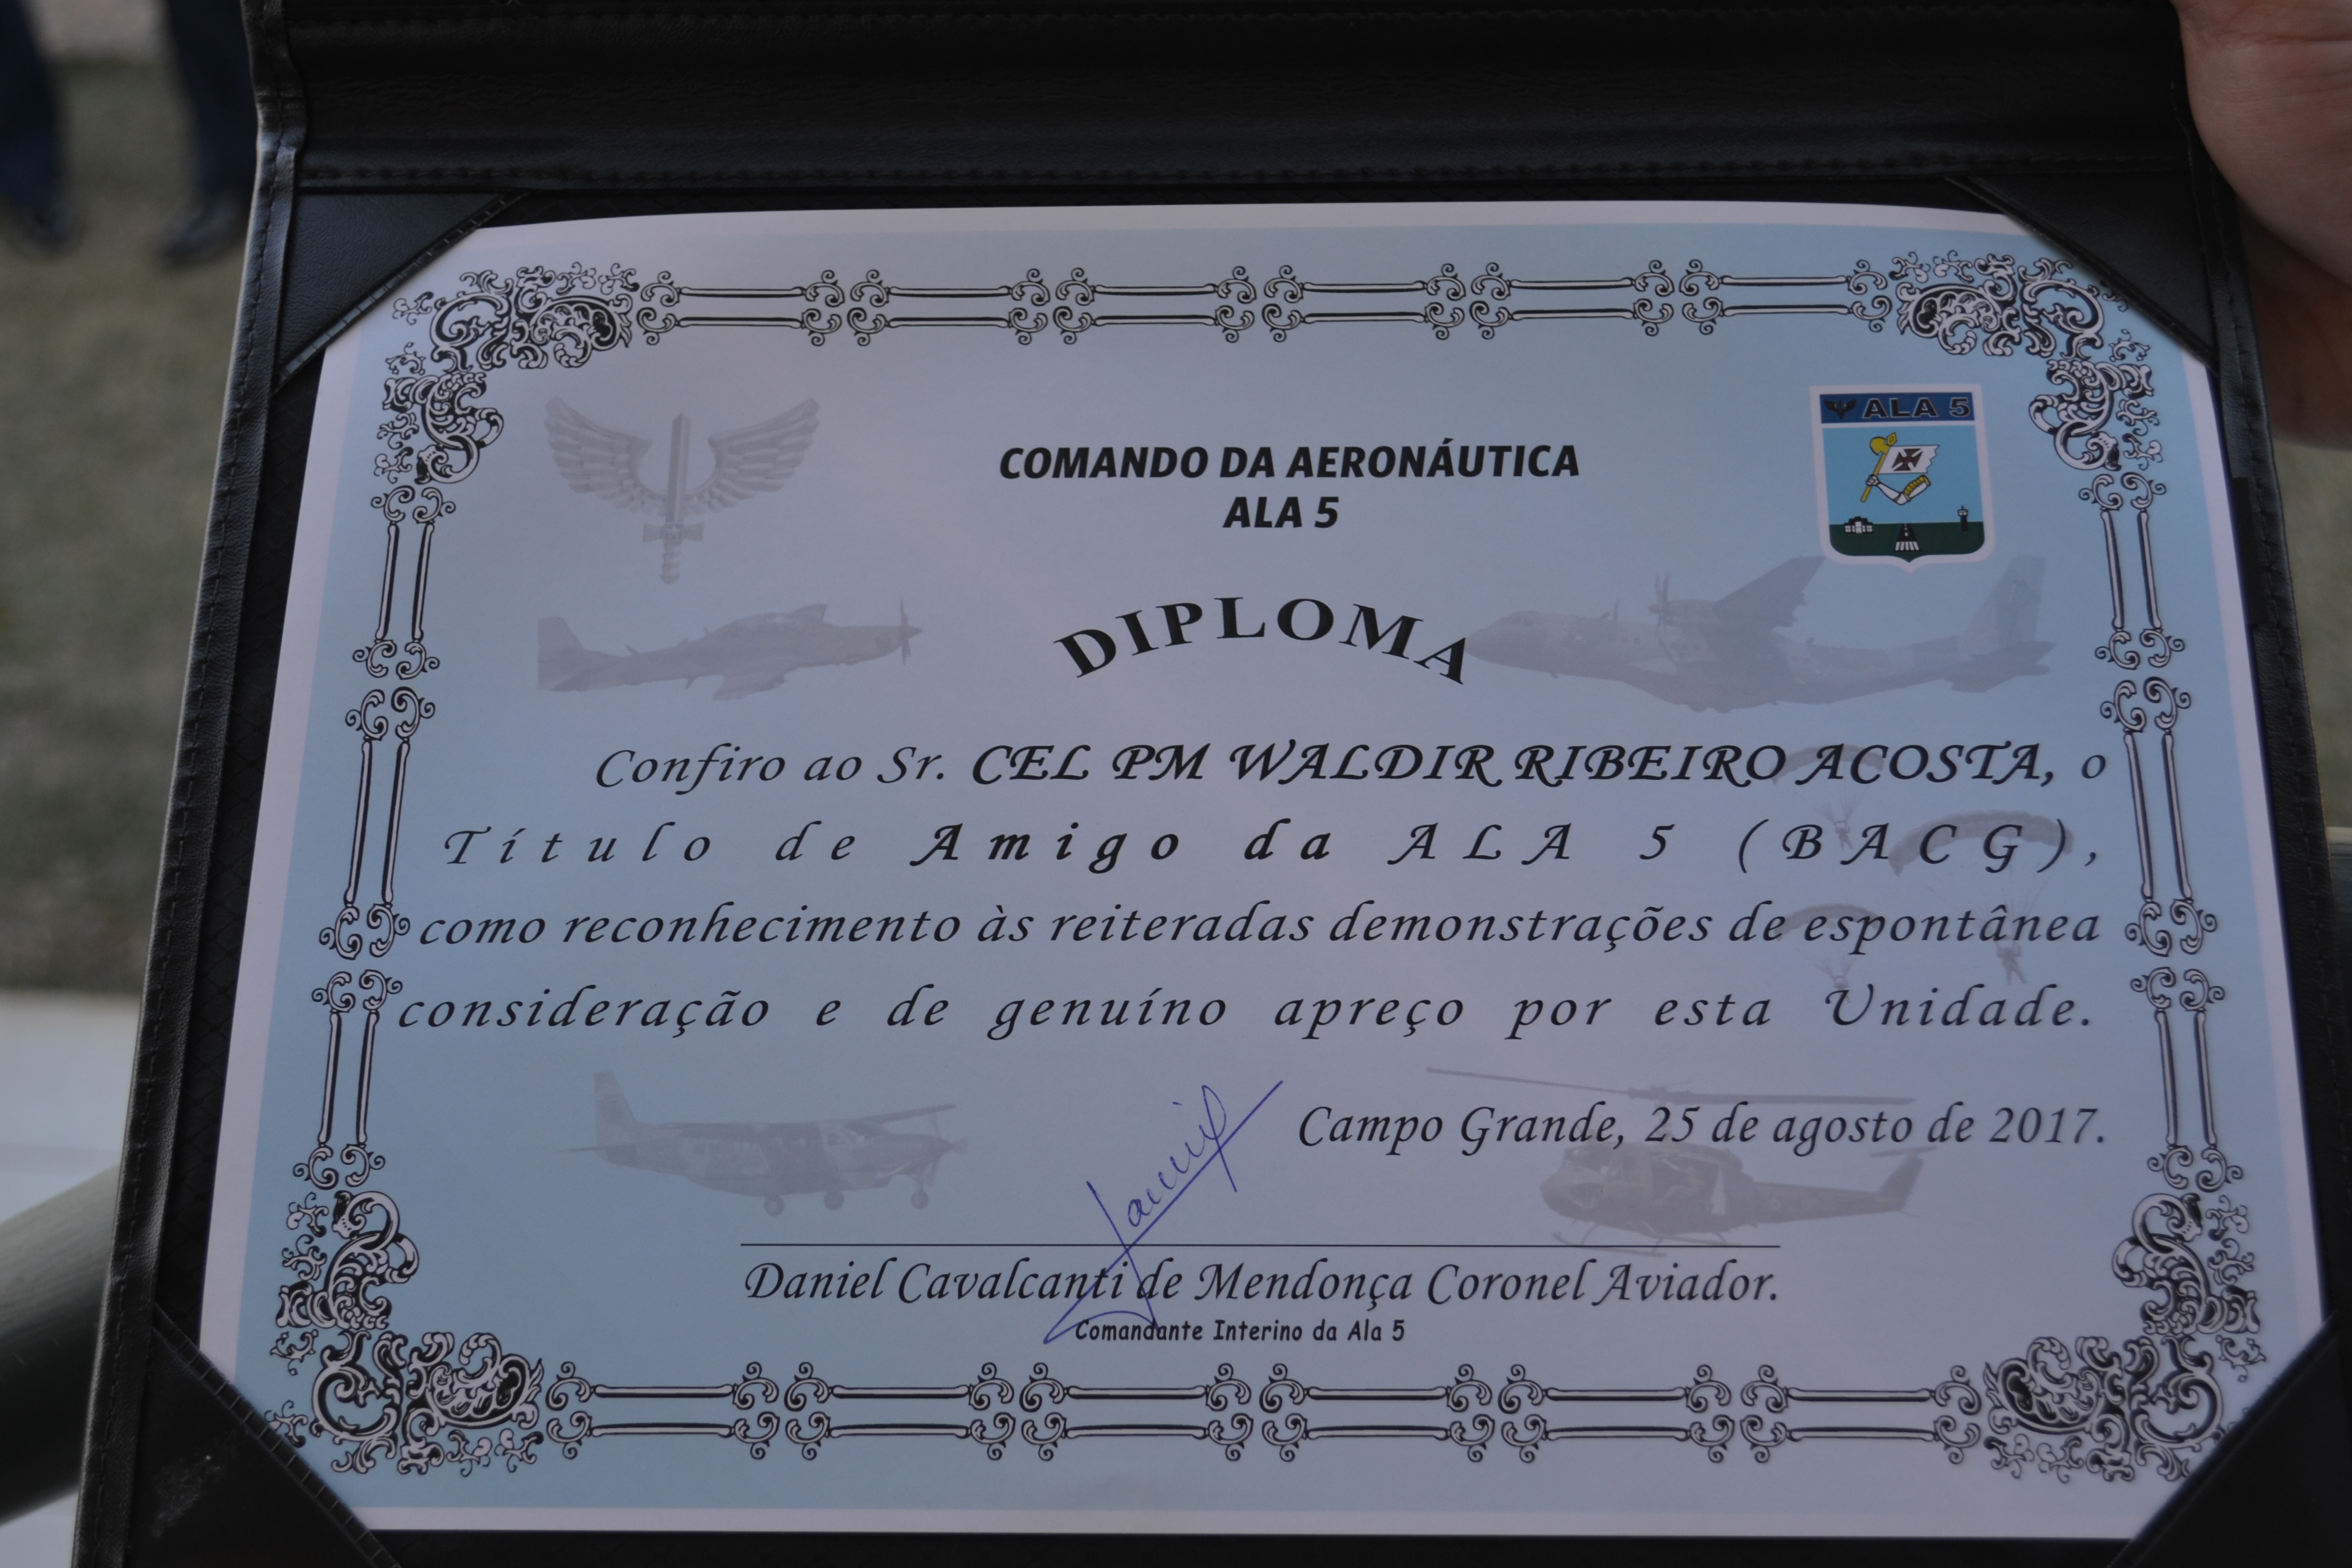 ALA 5
COMANDO DA AERONÁUTICA
ALA 5
DIPLOMA
Confiro ao Sr. CEL PM WALDIR RIBEIRO ACOSTA, o
Título de Amigo da ALA 5 (BACG),
como reconhecimento às reiteradas demonstrações de espontânea
consideração e de genuíno apreço por esta Unidade.
Campo Grande, 25 de agosto de 2017.
Daniel Cavalcanti de Mendonça Coronel Aviador.
Comandante Interino da Ala 5